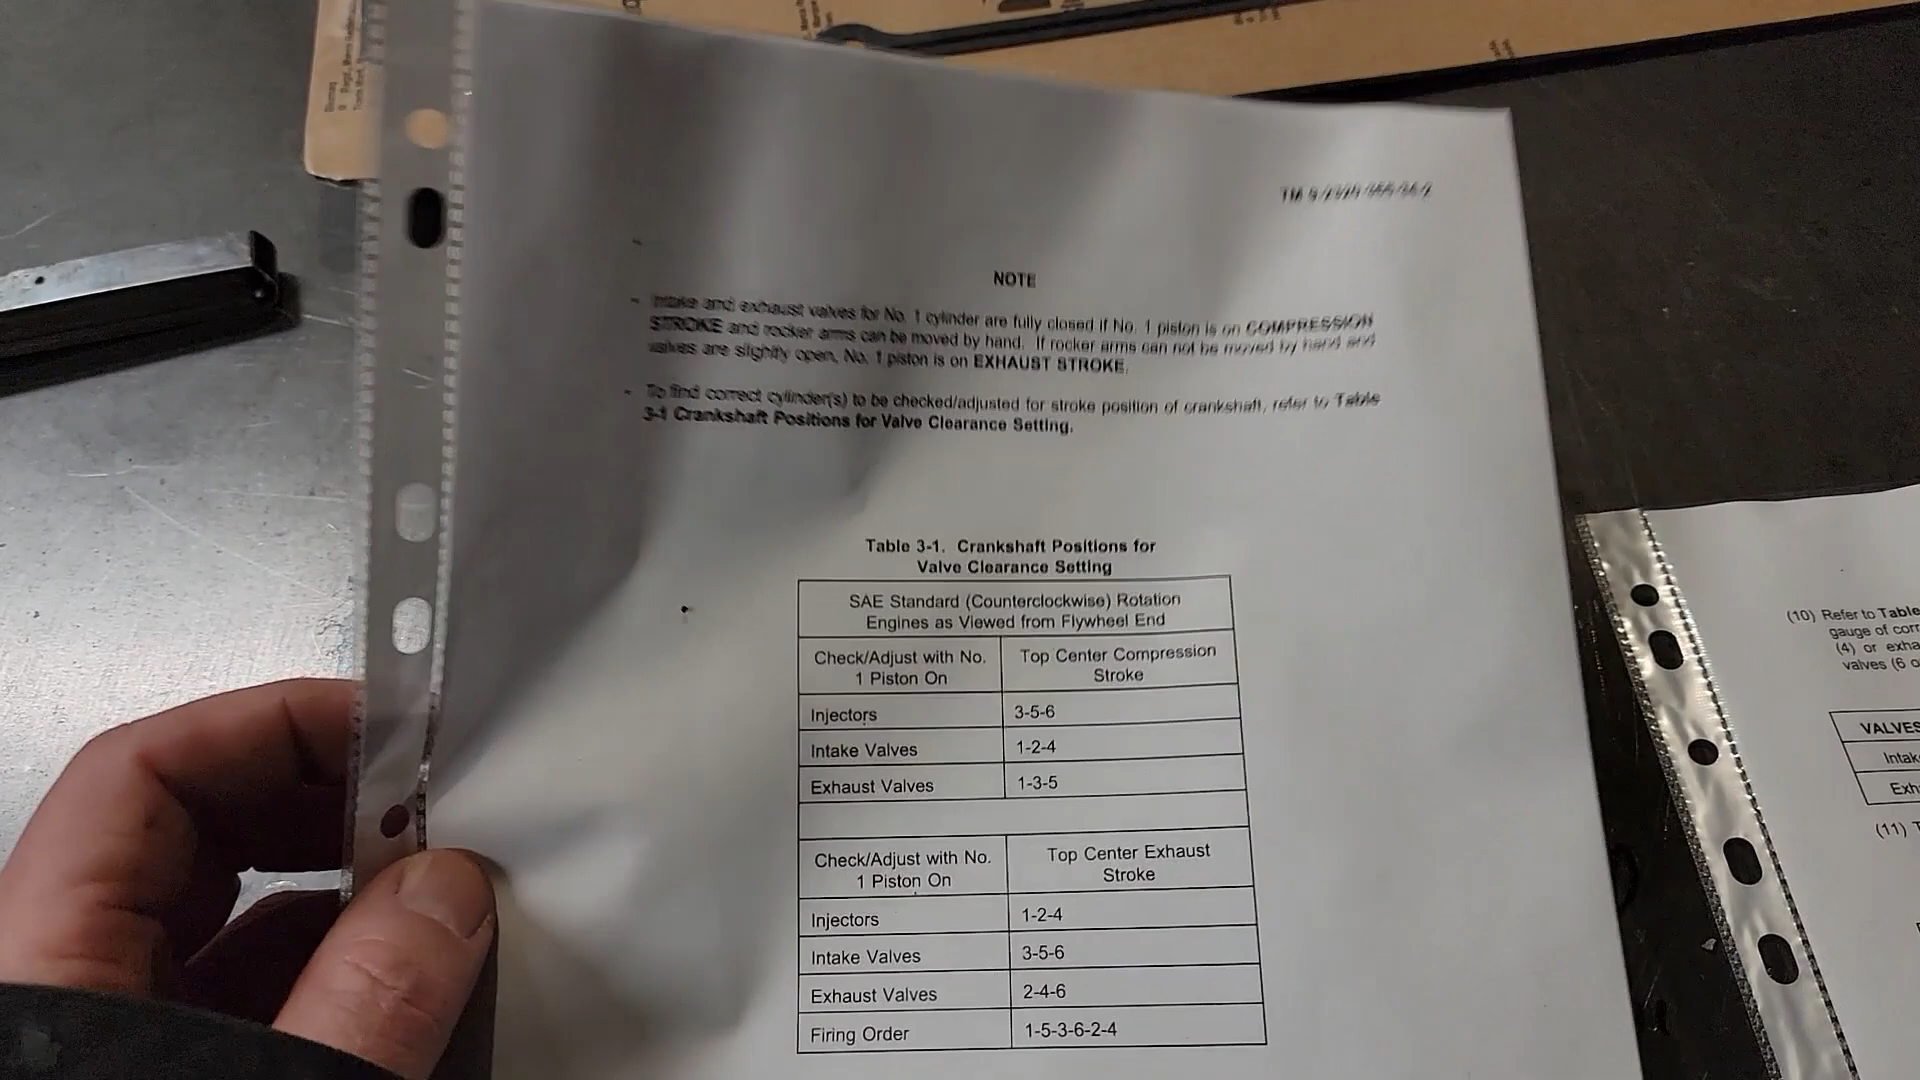 NOTE
- Intake and exhaust valves for No. 1 cylinder are fully closed if No. 1 piston is on COMPRESSION
STROKE and rocker arms can be moved by hand. If rocker arms can not be moved by hand and
valves are slightly open, No. 1 piston is on EXHAUST STROKE.
- To find correct cylinder(s) to be checked/adjusted for stroke position of crankshaft, refer to Table
3-1 Crankshaft Positions for Valve Clearance Setting.
Table 3-1. Crankshaft Positions for
Valve Clearance Setting
SAE Standard (Counterclockwise) Rotation
Engines as Viewed from Flywheel End
Check/Adjust with No.
1 Piston On
Top Center Compression
Stroke
Injectors 3-5-6
Intake Valves 1-2-4
Exhaust Valves 1-3-5
Check/Adjust with No.
1 Piston On
Top Center Exhaust
Stroke
Injectors 1-2-4
Intake Valves 3-5-6
Exhaust Valves 2-4-6
Firing Order 1-5-3-6-2-4
(10) Refer to Table
gauge of
(4) or
valves (6
VALVES
(11)